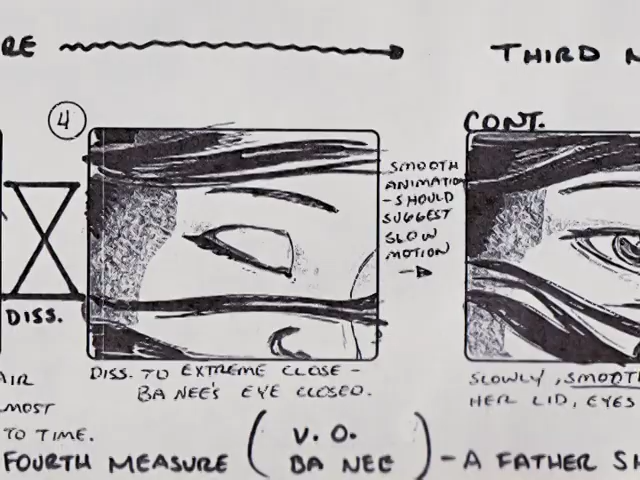 RE
THIRD
4
CONT.
SMOOTH
ANIMATION
- SHOULD
SUGGEST
SLOW
MOTION
DISS.
DISS. TO EXTREME CLOSE -
BA NEE'S EYE CLOSED.
AIR
MOST
TO TIME.
SLOWLY, SMOOTH
HER LID, EYES
FOURTH MEASURE ( V. O.
BA NEE ) - A FATHER SH